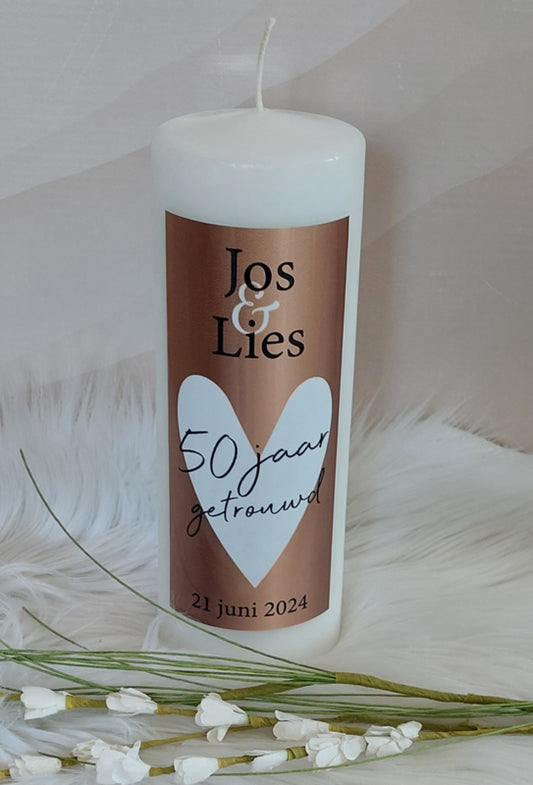 Jos
&
Lies
50 jaar
getrouwd
21 juni 2024